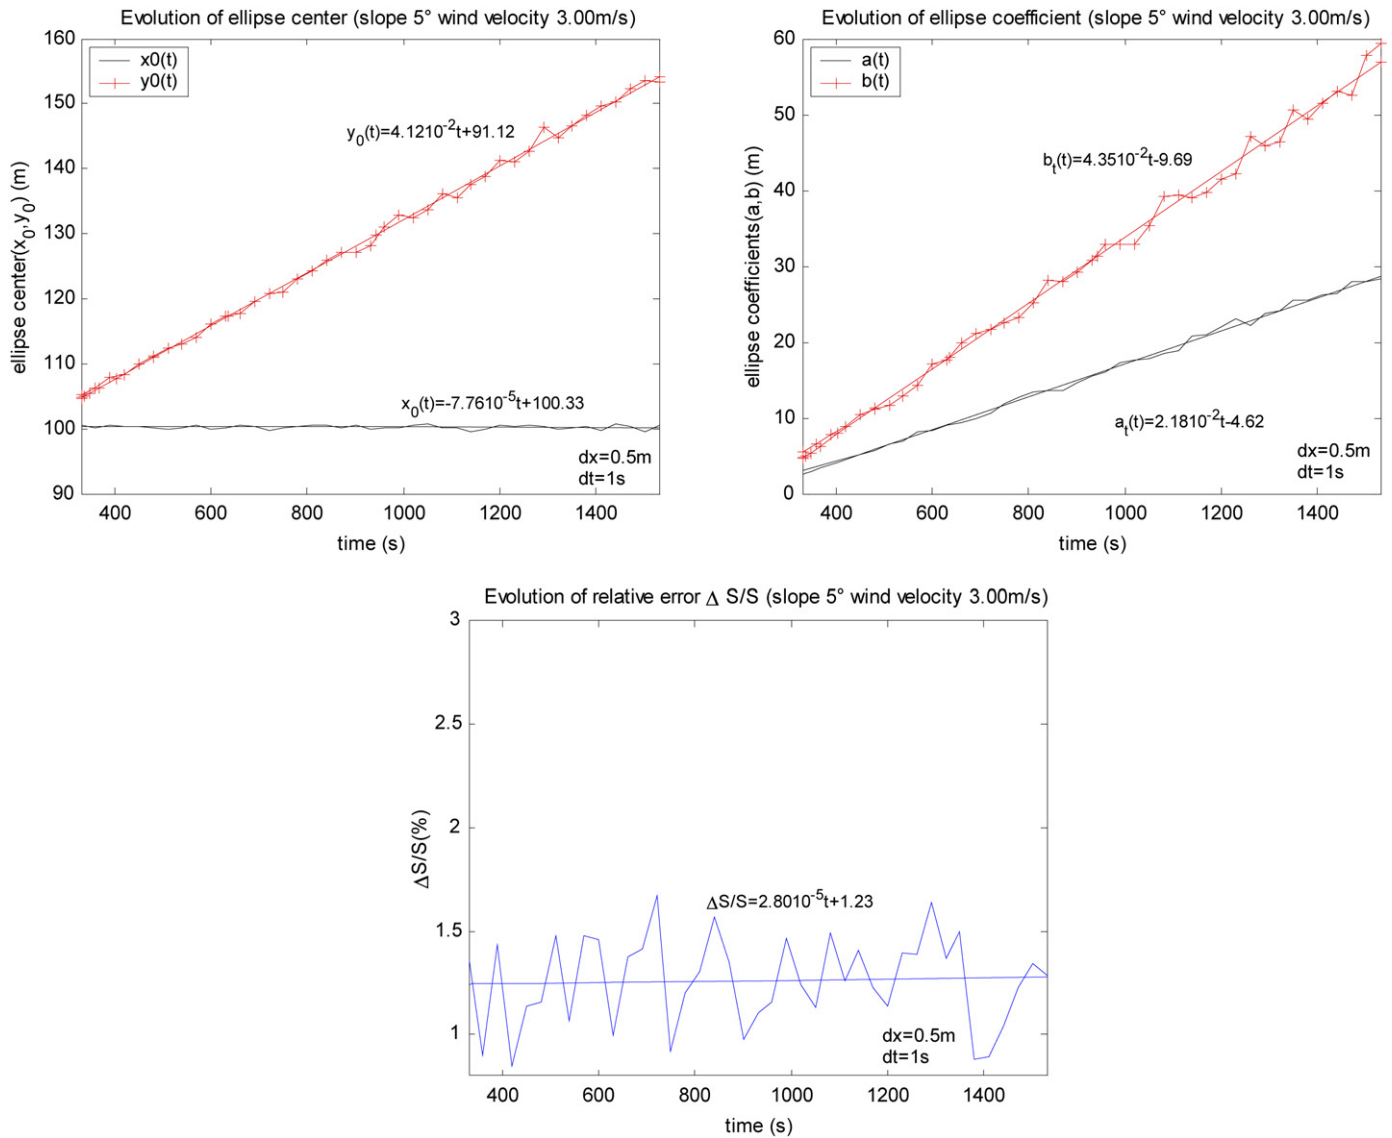 Evolution of ellipse center (slope 5° wind velocity 3.00m/s)
160
150
140
130
120
110
100
90
ellipse center(x₀,y₀) (m)
x0(t)
y0(t)
y₀(t)=4.1210⁻²t+91.12
x₀(t)=-7.7610⁻⁵t+100.33
dx=0.5m
dt=1s
400 600 800 1000 1200 1400
time (s)
Evolution of ellipse coefficient (slope 5° wind velocity 3.00m/s)
60
50
40
30
20
10
0
ellipse coefficients(a,b) (m)
a(t)
b(t)
bₜ(t)=4.3510⁻²t-9.69
aₜ(t)=2.1810⁻²t-4.62
dx=0.5m
dt=1s
400 600 800 1000 1200 1400
time (s)
Evolution of relative error Δ S/S (slope 5° wind velocity 3.00m/s)
3
2.5
2
1.5
1
ΔS/S(%)
ΔS/S=2.8010⁻⁵t+1.23
dx=0.5m
dt=1s
400 600 800 1000 1200 1400
time (s)